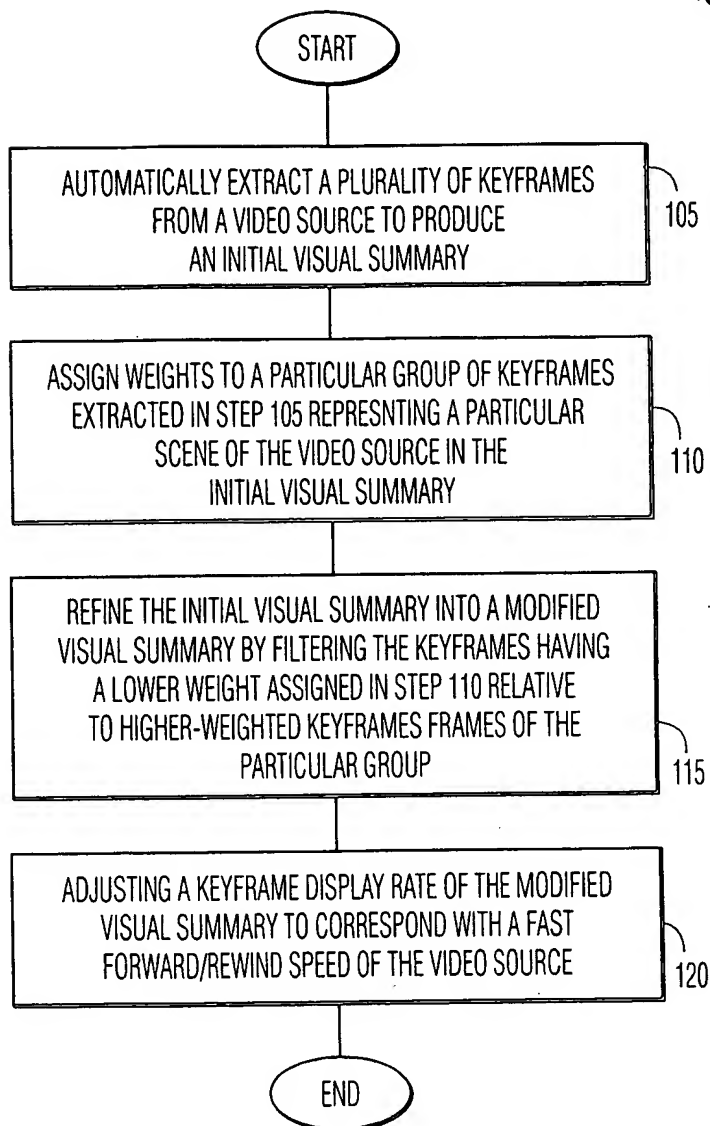 START
AUTOMATICALLY EXTRACT A PLURALITY OF KEYFRAMES
FROM A VIDEO SOURCE TO PRODUCE
AN INITIAL VISUAL SUMMARY
105
ASSIGN WEIGHTS TO A PARTICULAR GROUP OF KEYFRAMES
EXTRACTED IN STEP 105 REPRESNTING A PARTICULAR
SCENE OF THE VIDEO SOURCE IN THE
INITIAL VISUAL SUMMARY
110
REFINE THE INITIAL VISUAL SUMMARY INTO A MODIFIED
VISUAL SUMMARY BY FILTERING THE KEYFRAMES HAVING
A LOWER WEIGHT ASSIGNED IN STEP 110 RELATIVE
TO HIGHER-WEIGHTED KEYFRAMES FRAMES OF THE
PARTICULAR GROUP
115
ADJUSTING A KEYFRAME DISPLAY RATE OF THE MODIFIED
VISUAL SUMMARY TO CORRESPOND WITH A FAST
FORWARD/REWIND SPEED OF THE VIDEO SOURCE
120
END